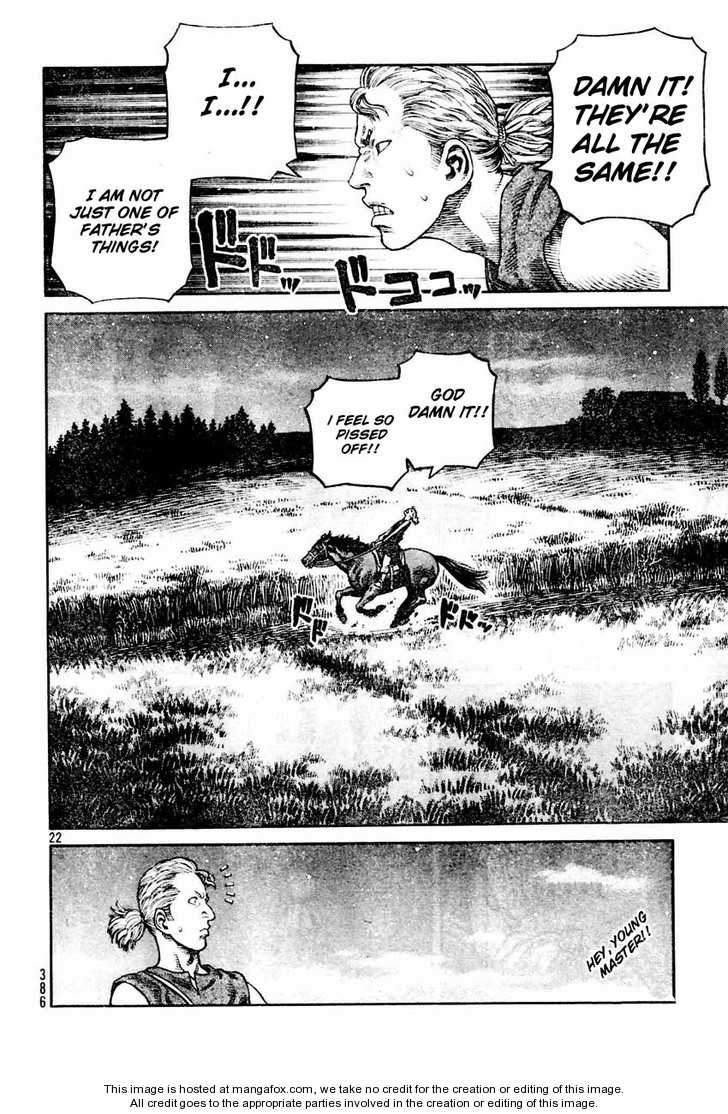 DAMN IT!
THEY'RE
ALL THE
SAME!!
I...
I...!!
I AM NOT
JUST ONE OF
FATHER'S
THINGS!
ドドドッ
ドココッ
GOD
DAMN IT!!
I FEEL SO
PISSED
OFF!!
ドド
ドドッ
22
HEY, YOUNG
MASTER!!
386
This image is hosted at mangafox.com, we take no credit for the creation or editing of this image.
All credit goes to the appropriate parties involved in the creation or editing of this image.